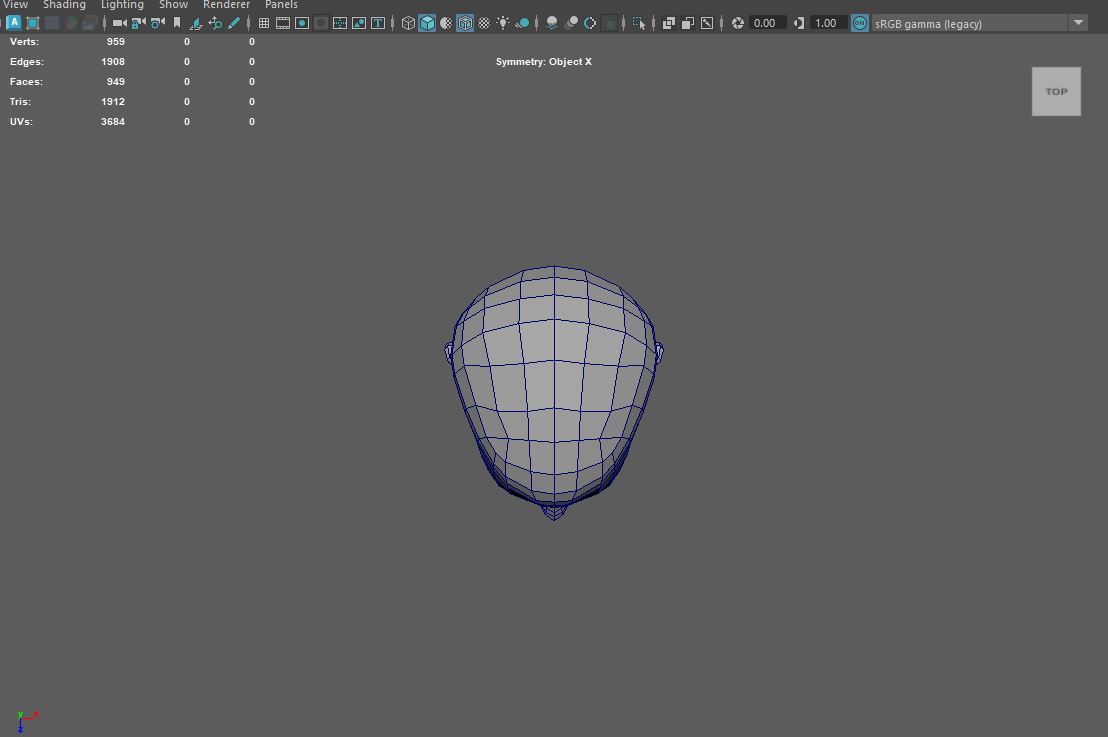 View Shading Lighting Show Renderer Panels
A T 0.00 1.00 ON sRGB gamma (legacy)
Verts: 959 0 0
Edges: 1908 0 0
Symmetry: Object X
Faces: 949 0 0
TOP
Tris: 1912 0 0
UVs: 3684 0 0
y x
z